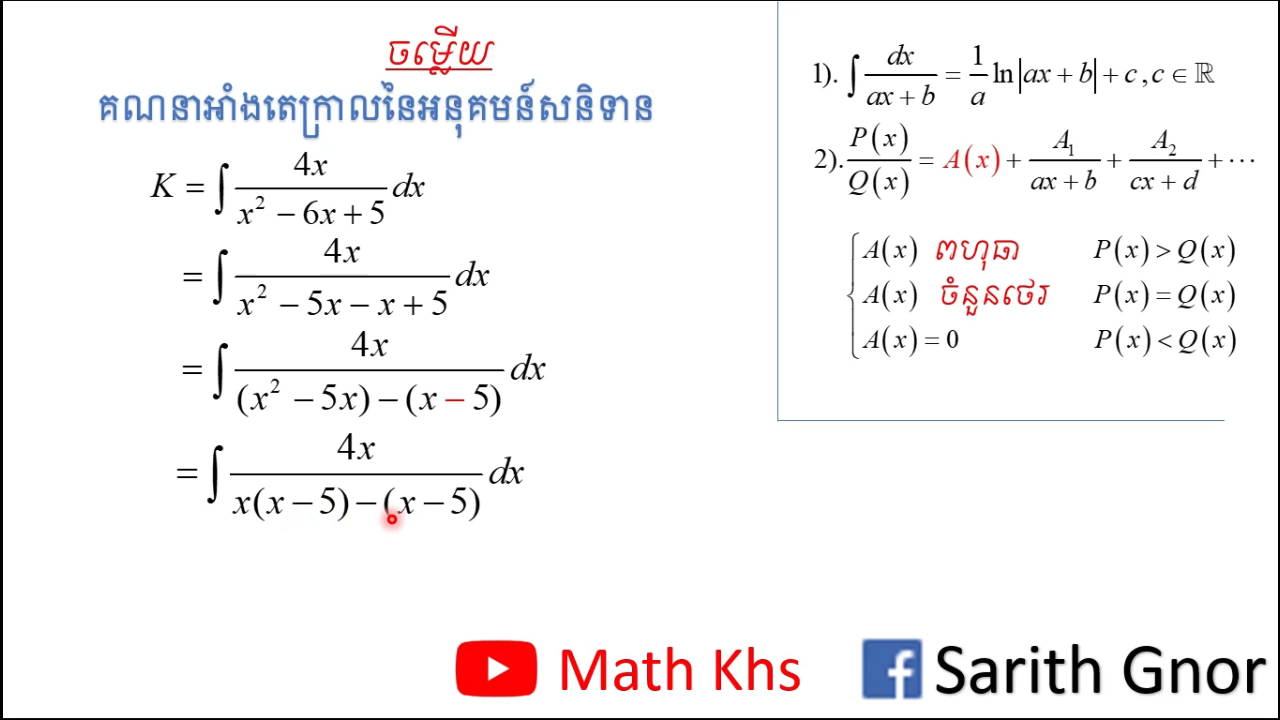 ចម្លើយ
គណនាអាំងតេក្រាលនៃអនុគមន៍សនិទាន
K = ∫ 4x / (x² − 6x + 5) dx
= ∫ 4x / (x² − 5x − x + 5) dx
= ∫ 4x / ((x² − 5x) − (x − 5)) dx
= ∫ 4x / (x(x − 5) − (x − 5)) dx
1). ∫ dx / (ax + b) = 1/a ln|ax + b| + c , c ∈ ℝ
2). P(x) / Q(x) = A(x) + A₁ / (ax + b) + A₂ / (cx + d) + ⋯
A(x) ពហុធា P(x) > Q(x)
A(x) ចំនួនថេរ P(x) = Q(x)
A(x) = 0 P(x) < Q(x)
Math Khs
Sarith Gnor